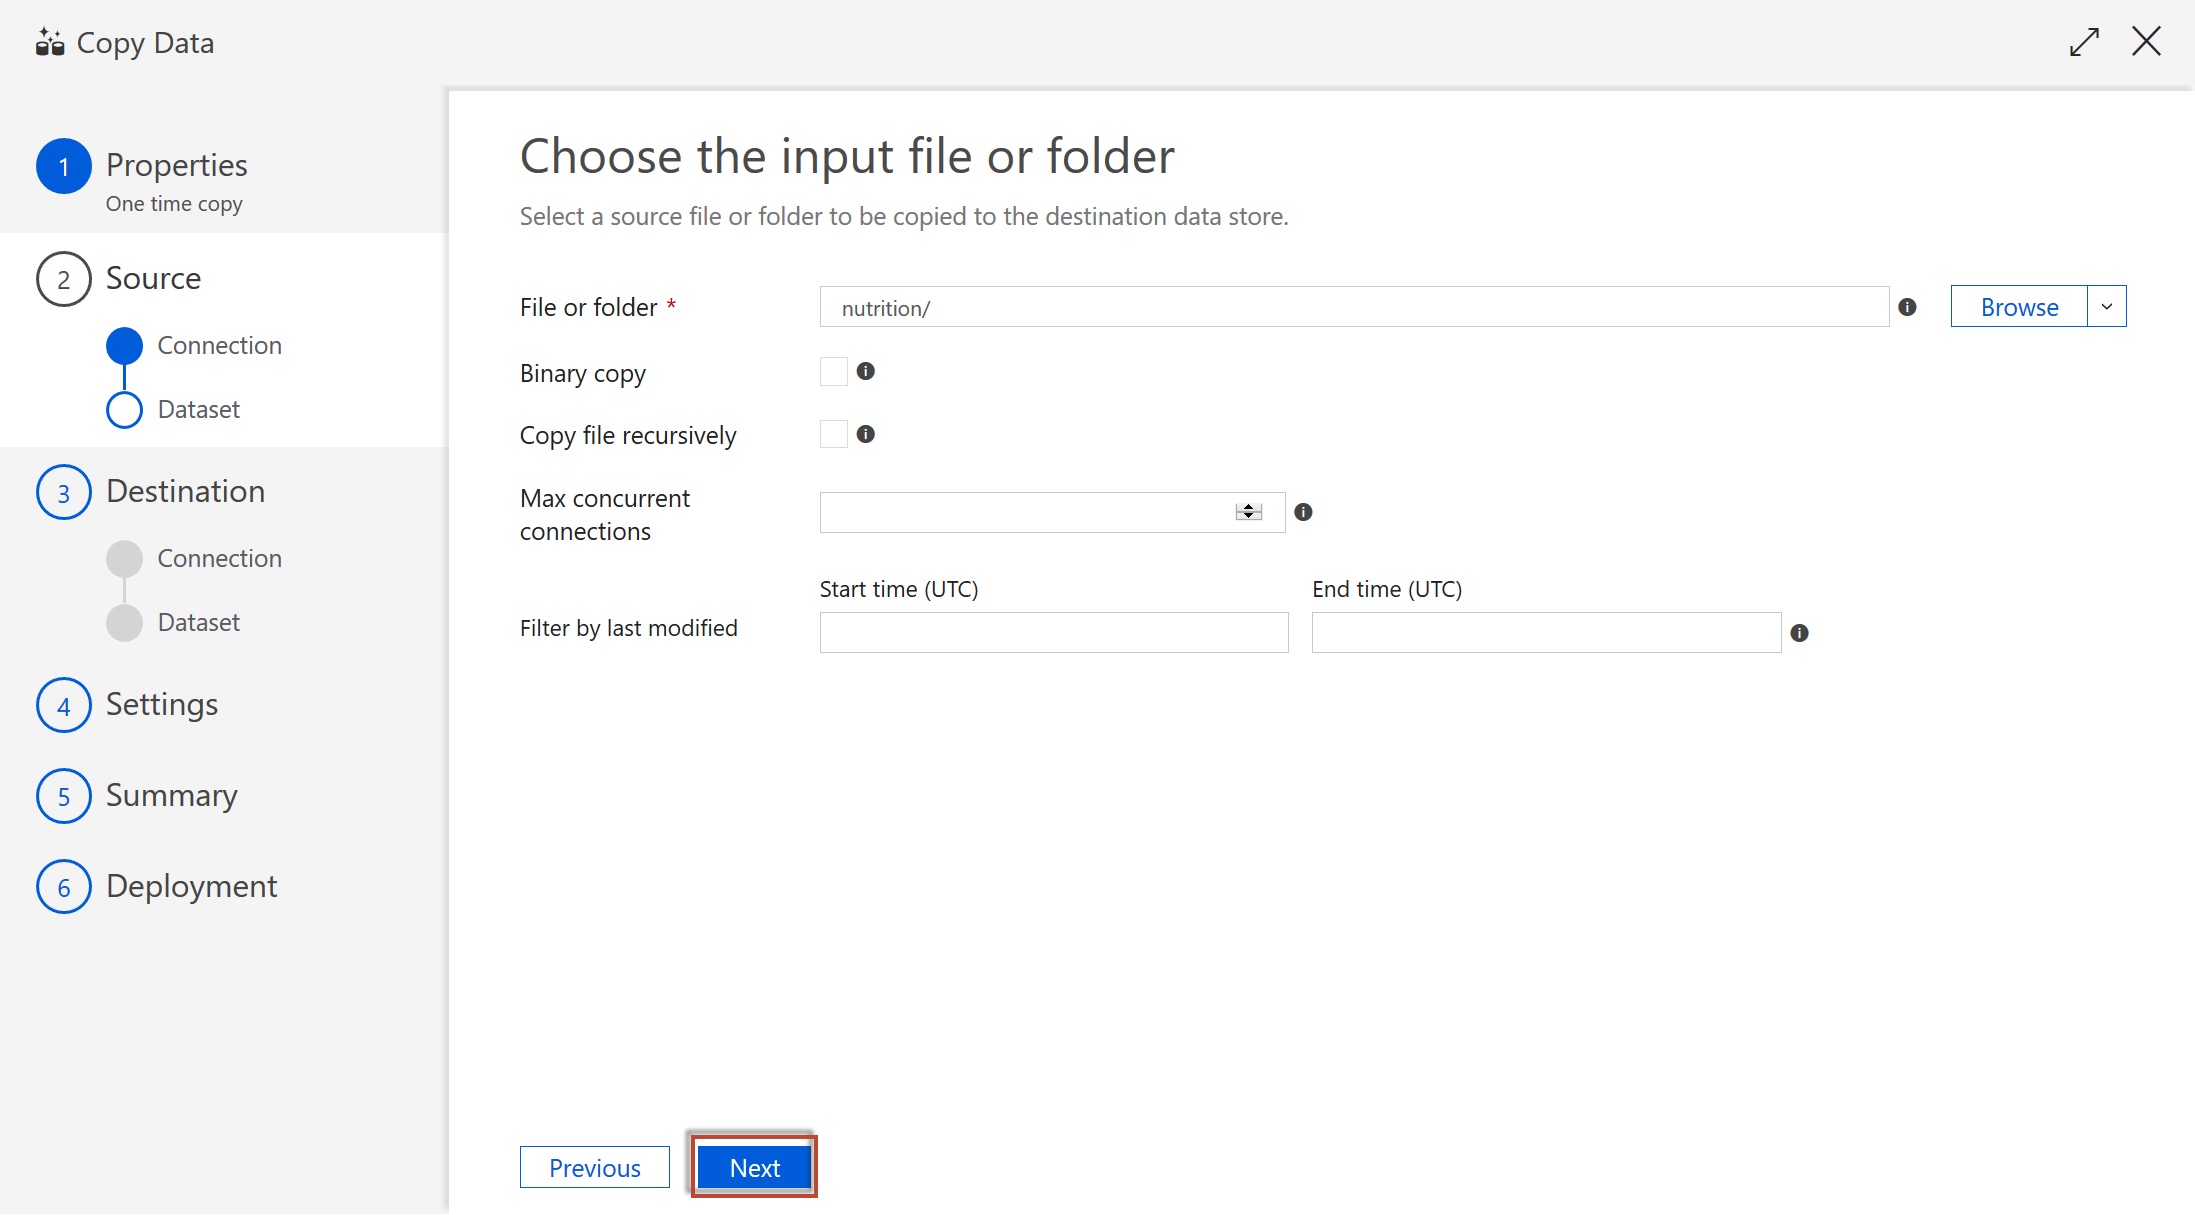 Copy Data
1 Properties
One time copy
2 Source
Connection
Dataset
3 Destination
Connection
Dataset
4 Settings
5 Summary
6 Deployment
Choose the input file or folder
Select a source file or folder to be copied to the destination data store.
File or folder * nutrition/ Browse
Binary copy
Copy file recursively
Max concurrent
connections
Start time (UTC) End time (UTC)
Filter by last modified
Previous Next